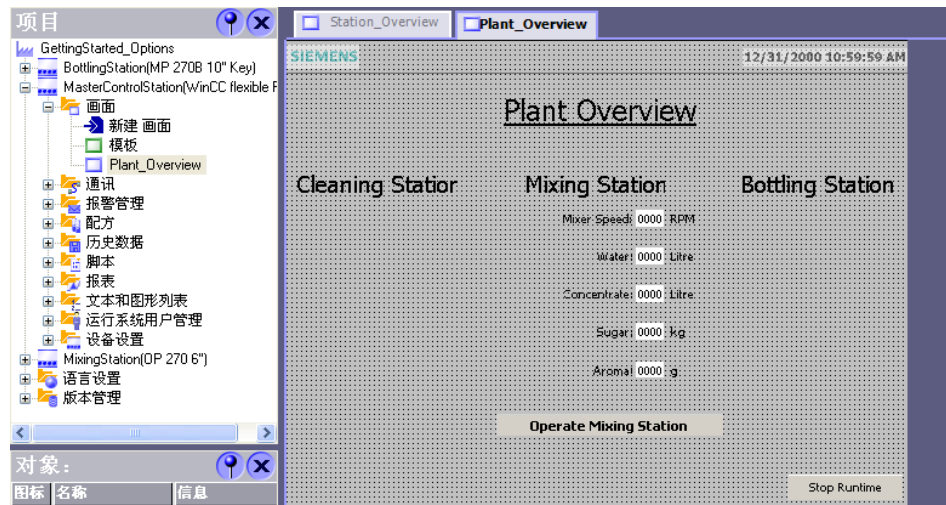 项目
GettingStarted_Options
BottlingStation(MP 270B 10" Key)
MasterControlStation(WinCC flexible R
画面
新建 画面
模板
Plant_Overview
通讯
报警管理
配方
历史数据
脚本
报表
文本和图形列表
运行系统用户管理
设备设置
MixingStation(OP 270 6")
语言设置
版本管理
对象:
图标 名称 信息
Station_Overview Plant_Overview
SIEMENS 12/31/2000 10:59:59 AM
Plant Overview
Cleaning Station Mixing Station Bottling Station
Mixer Speed: 0000 RPM
Water: 0000 Litre
Concentrate: 0000 Litre
Sugar: 0000 kg
Aroma: 0000 g
Operate Mixing Station
Stop Runtime